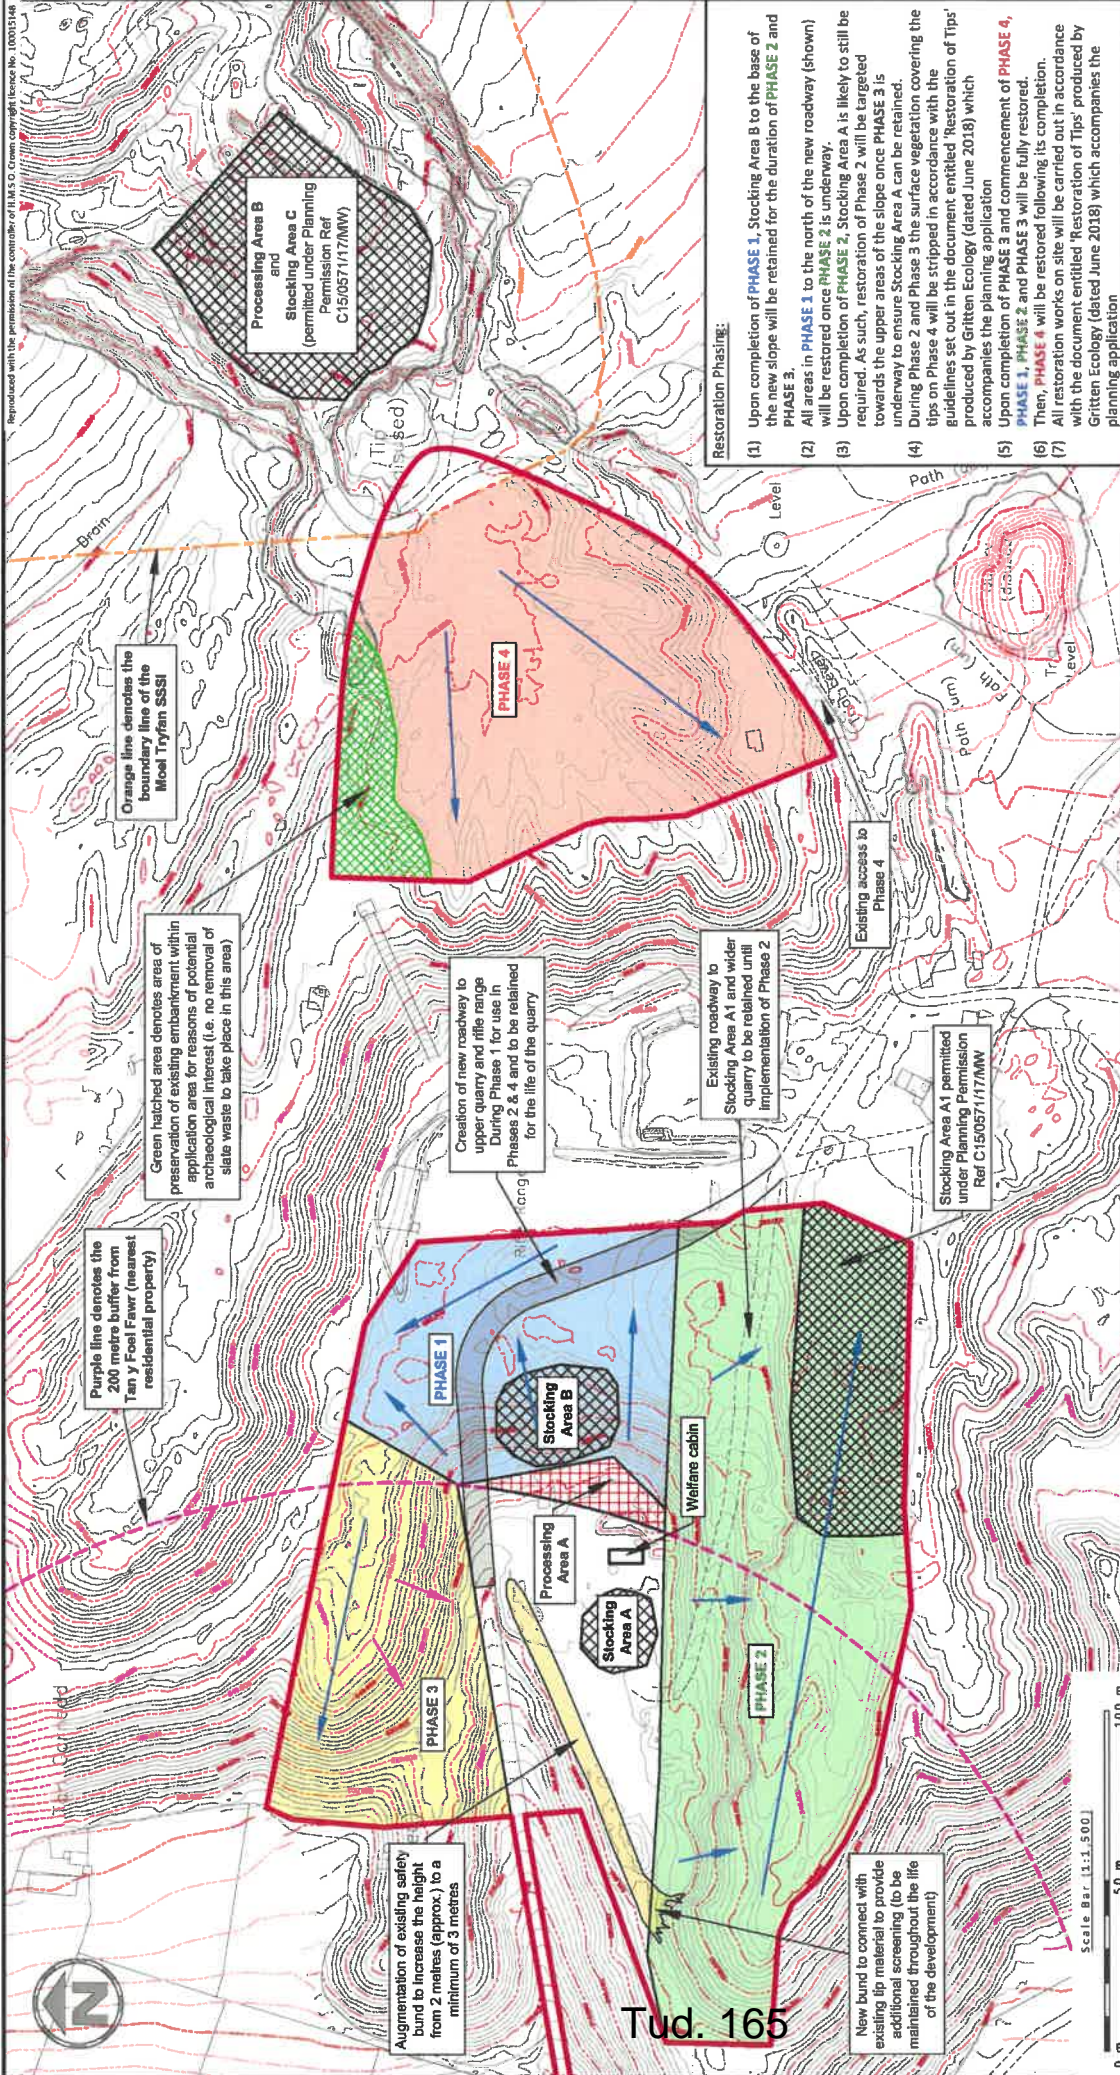 Reproduced with the permission of the controller of H.M.S.O. Crown copyright licence No. 100015148
Purple line denotes the
200 metre buffer from
Tan y Foel Fawr (nearest
residential property)
Green hatched area denotes area of
preservation of existing embankment within
application area for reasons of potential
archaeological interest (i.e. no removal of
slate waste to take place in this area)
Orange line denotes the
boundary line of the
Moel Tryfan SSSI
Drain
Processing Area B
and
Stocking Area C
(permitted under Planning
Permission Ref
C15/0571/17/MW)
Tip
Augmentation of existing safety
bund to increase the height
from 2 metres (approx.) to a
minimum of 3 metres
PHASE 3
PHASE 1
Creation of new roadway to
upper quarry and rifle range
During Phase 1 for use in
Phases 2 & 4 and to be retained
for the life of the quarry
PHASE 4
Processing
Area A
Stocking
Area B
Stocking
Area A
Welfare cabin
Existing roadway to
Stocking Area A1 and wider
quarry to be retained until
implementation of Phase 2
Level
PHASE 2
Existing access to
Phase 4
Path (um)
Path (um)
Level
New bund to connect with
existing tip material to provide
additional screening (to be
maintained throughout the life
of the development)
Stocking Area A1 permitted
under Planning Permission
Ref C15/0571/17/MW
Scale Bar [1:1,500]
0 m 50 m 100 m
Restoration Phasing:
(1) Upon completion of PHASE 1, Stocking Area B to the base of
the new slope will be retained for the duration of PHASE 2 and
PHASE 3.
(2) All areas in PHASE 1 to the north of the new roadway (shown)
will be restored once PHASE 2 is underway.
(3) Upon completion of PHASE 2, Stocking Area A is likely to still be
required. As such, restoration of Phase 2 will be targeted
towards the upper areas of the slope once PHASE 3 is
underway to ensure Stocking Area A can be retained.
(4) During Phase 2 and Phase 3 the surface vegetation covering the
tips on Phase 4 will be stripped in accordance with the
guidelines set out in the document entitled 'Restoration of Tips'
produced by Gritten Ecology (dated June 2018) which
accompanies the planning application
(5) Upon completion of PHASE 3 and commencement of PHASE 4,
PHASE 1, PHASE 2 and PHASE 3 will be fully restored.
(6) Then, PHASE 4 will be restored following its completion.
(7) All restoration works on site will be carried out in accordance
with the document entitled 'Restoration of Tips' produced by
Gritten Ecology (dated June 2018) which accompanies the
planning application
Tud. 165